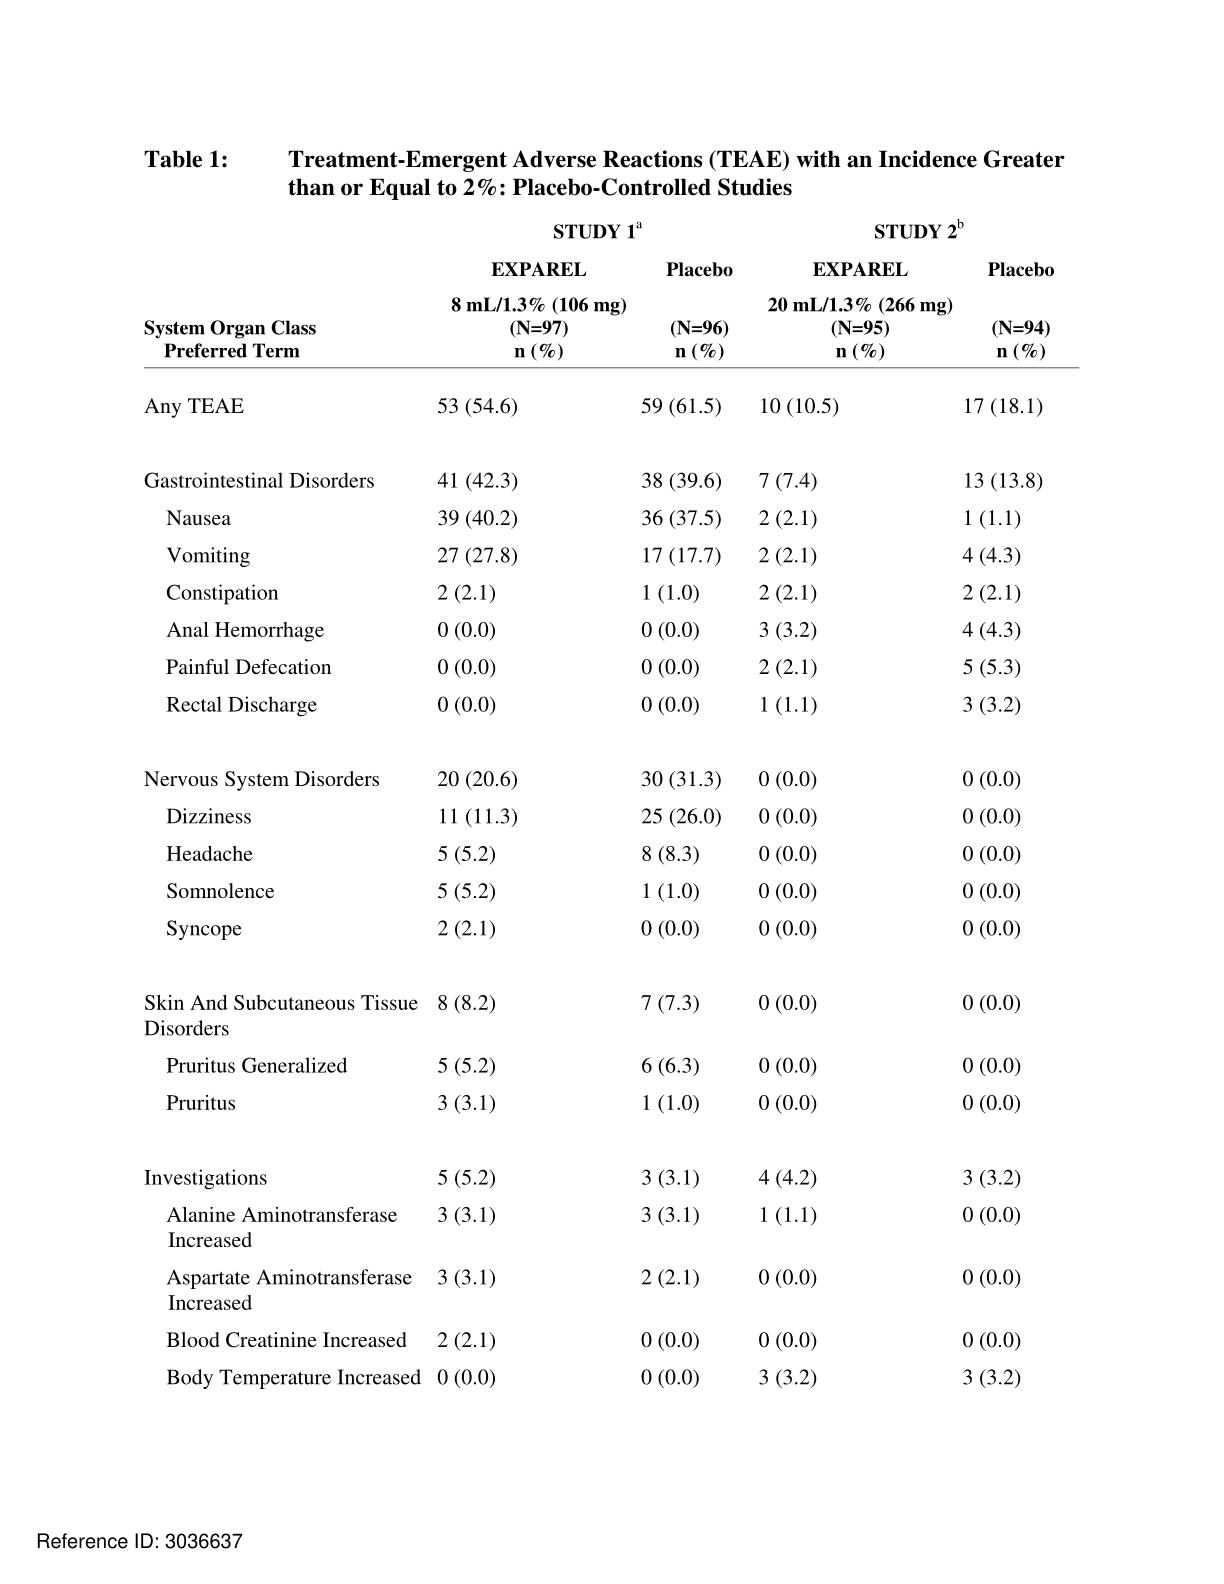 Table 1: Treatment-Emergent Adverse Reactions (TEAE) with an Incidence Greater
than or Equal to 2%: Placebo-Controlled Studies
STUDY 1a STUDY 2b
EXPAREL Placebo EXPAREL Placebo
8 mL/1.3% (106 mg) 20 mL/1.3% (266 mg)
System Organ Class (N=97) (N=96) (N=95) (N=94)
Preferred Term n (%) n (%) n (%) n (%)
Any TEAE 53 (54.6) 59 (61.5) 10 (10.5) 17 (18.1)
Gastrointestinal Disorders 41 (42.3) 38 (39.6) 7 (7.4) 13 (13.8)
Nausea 39 (40.2) 36 (37.5) 2 (2.1) 1 (1.1)
Vomiting 27 (27.8) 17 (17.7) 2 (2.1) 4 (4.3)
Constipation 2 (2.1) 1 (1.0) 2 (2.1) 2 (2.1)
Anal Hemorrhage 0 (0.0) 0 (0.0) 3 (3.2) 4 (4.3)
Painful Defecation 0 (0.0) 0 (0.0) 2 (2.1) 5 (5.3)
Rectal Discharge 0 (0.0) 0 (0.0) 1 (1.1) 3 (3.2)
Nervous System Disorders 20 (20.6) 30 (31.3) 0 (0.0) 0 (0.0)
Dizziness 11 (11.3) 25 (26.0) 0 (0.0) 0 (0.0)
Headache 5 (5.2) 8 (8.3) 0 (0.0) 0 (0.0)
Somnolence 5 (5.2) 1 (1.0) 0 (0.0) 0 (0.0)
Syncope 2 (2.1) 0 (0.0) 0 (0.0) 0 (0.0)
Skin And Subcutaneous Tissue 8 (8.2) 7 (7.3) 0 (0.0) 0 (0.0)
Disorders
Pruritus Generalized 5 (5.2) 6 (6.3) 0 (0.0) 0 (0.0)
Pruritus 3 (3.1) 1 (1.0) 0 (0.0) 0 (0.0)
Investigations 5 (5.2) 3 (3.1) 4 (4.2) 3 (3.2)
Alanine Aminotransferase 3 (3.1) 3 (3.1) 1 (1.1) 0 (0.0)
Increased
Aspartate Aminotransferase 3 (3.1) 2 (2.1) 0 (0.0) 0 (0.0)
Increased
Blood Creatinine Increased 2 (2.1) 0 (0.0) 0 (0.0) 0 (0.0)
Body Temperature Increased 0 (0.0) 0 (0.0) 3 (3.2) 3 (3.2)
Reference ID: 3036637